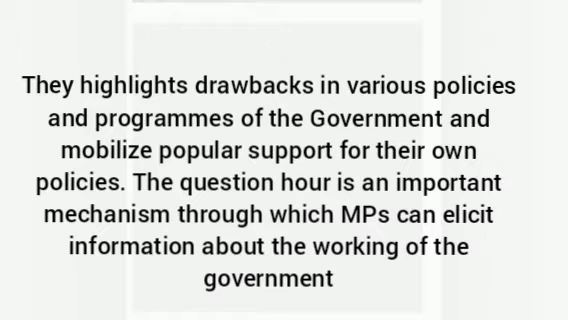 They highlights drawbacks in various policies
and programmes of the Government and
mobilize popular support for their own
policies. The question hour is an important
mechanism through which MPs can elicit
information about the working of the
government